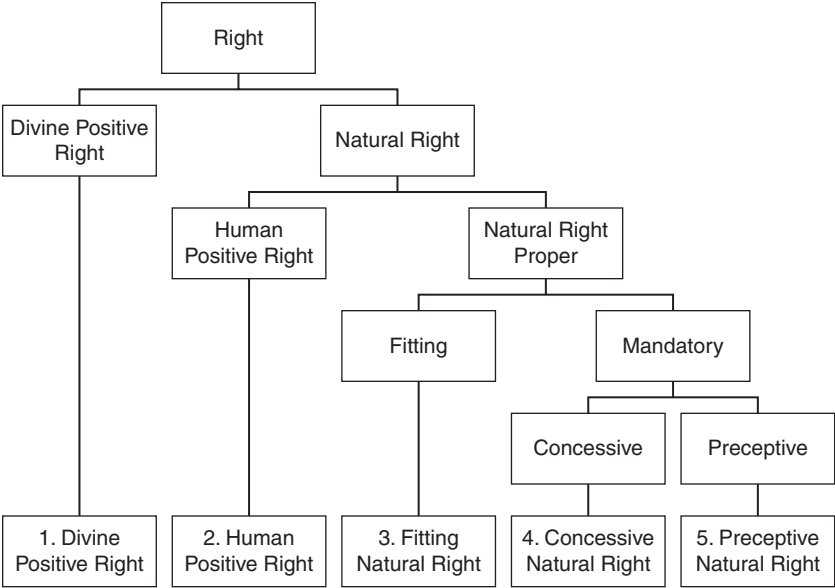 Right
Divine Positive
Right
Natural Right
Human
Positive Right
Natural Right
Proper
Fitting
Mandatory
Concessive
Preceptive
1. Divine
Positive Right
2. Human
Positive Right
3. Fitting
Natural Right
4. Concessive
Natural Right
5. Preceptive
Natural Right